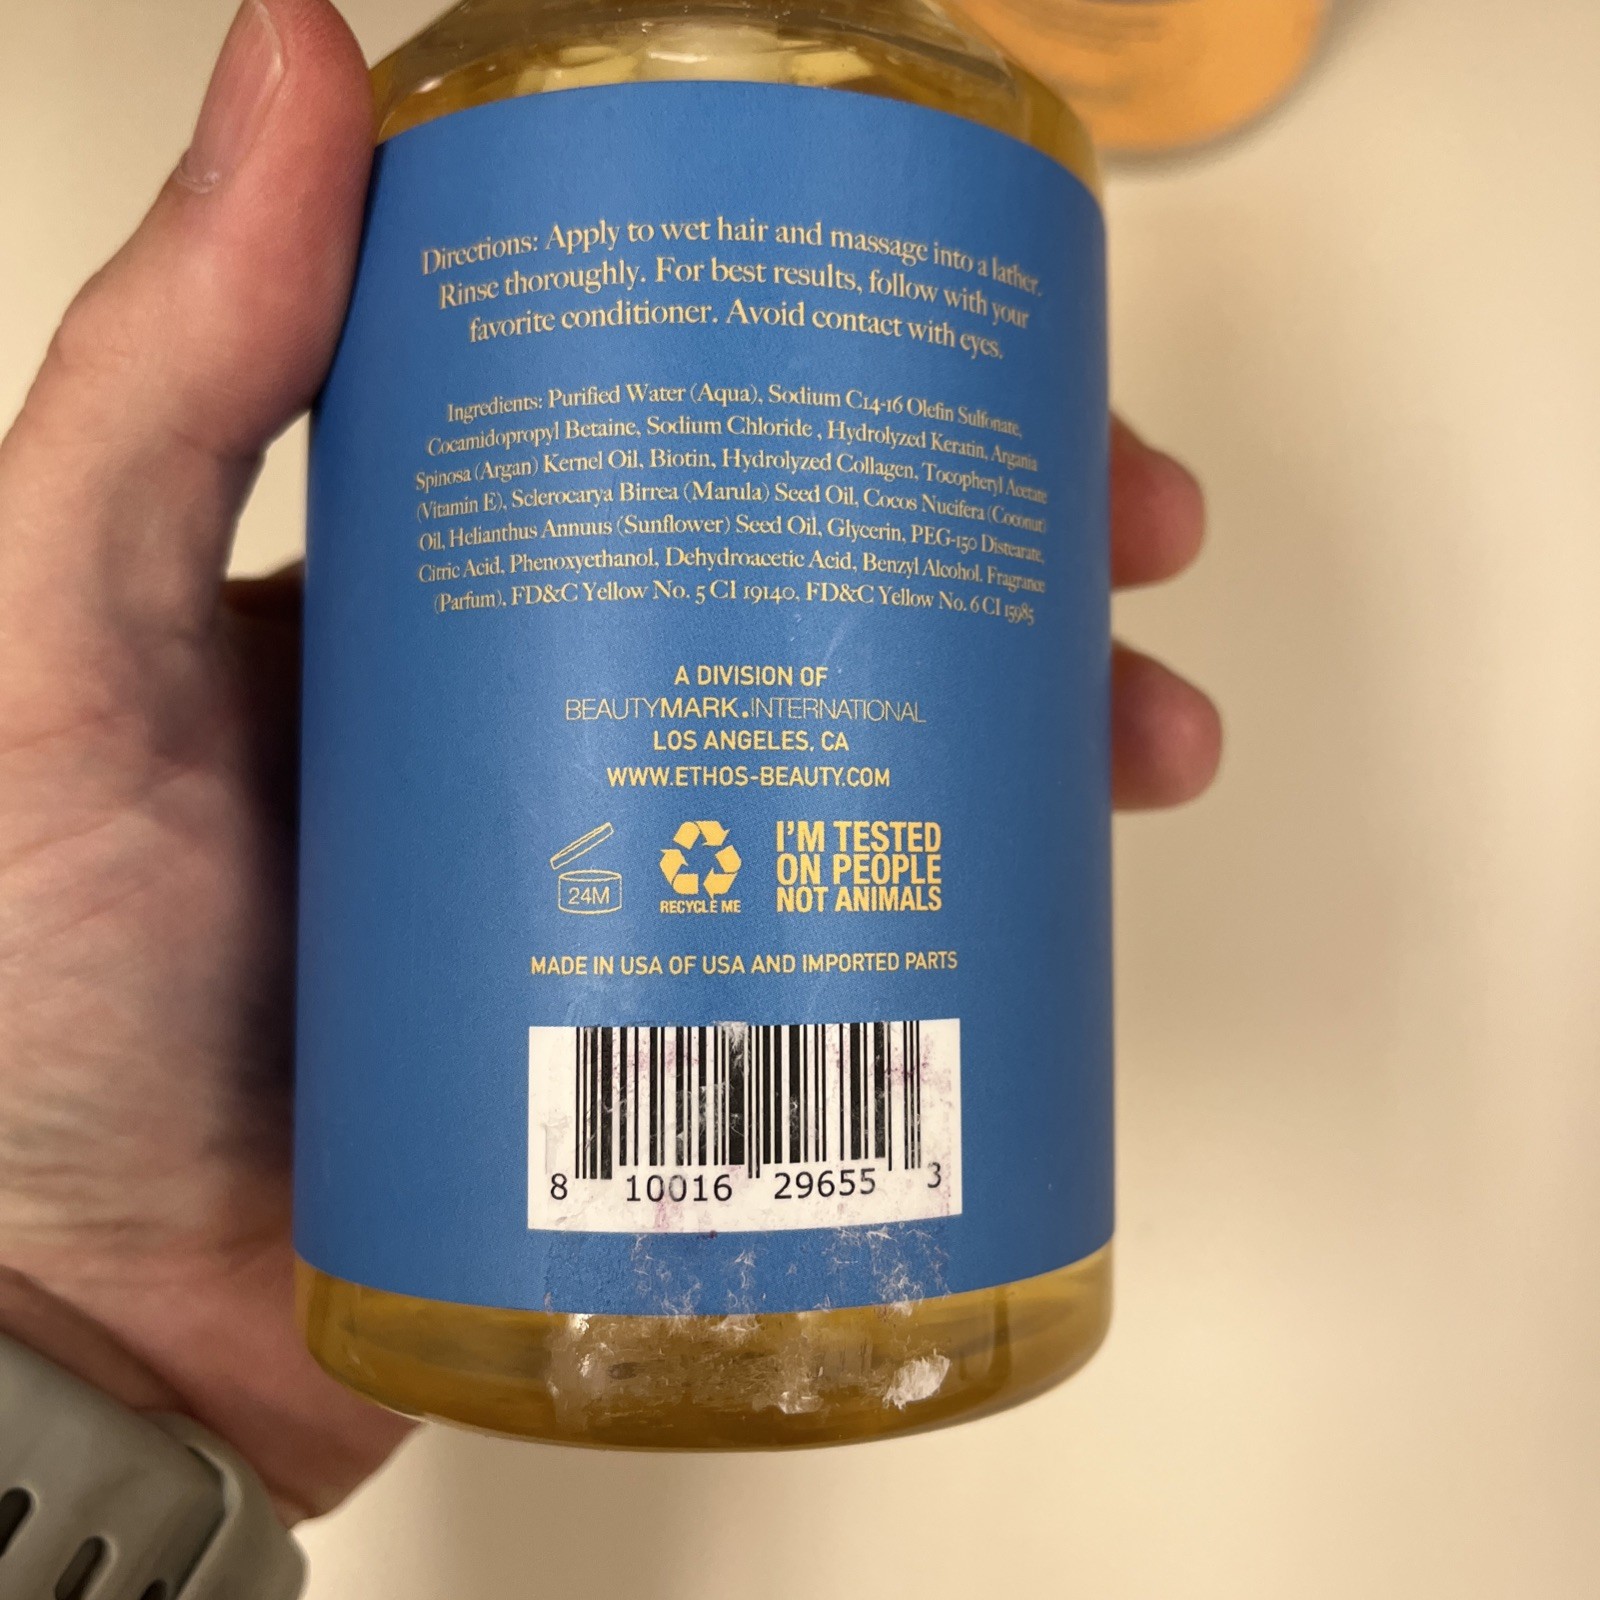 Directions: Apply to wet hair and massage into a lather.
Rinse thoroughly. For best results, follow with your
favorite conditioner. Avoid contact with eyes.
Ingredients: Purified Water (Aqua), Sodium C14-16 Olefin Sulfonate,
Cocamidopropyl Betaine, Sodium Chloride , Hydrolyzed Keratin, Argania
Spinosa (Argan) Kernel Oil, Biotin, Hydrolyzed Collagen, Tocopheryl Acetate
(Vitamin E), Sclerocarya Birrea (Marula) Seed Oil, Cocos Nucifera (Coconut)
Oil, Helianthus Annuus (Sunflower) Seed Oil, Glycerin, PEG-150 Distearate,
Citric Acid, Phenoxyethanol, Dehydroacetic Acid, Benzyl Alcohol. Fragrance
(Parfum), FD&C Yellow No. 5 CI 19140, FD&C Yellow No. 6 CI 15985
A DIVISION OF
BEAUTYMARK.INTERNATIONAL
LOS ANGELES, CA
WWW.ETHOS-BEAUTY.COM
24M
RECYCLE ME
I'M TESTED
ON PEOPLE
NOT ANIMALS
MADE IN USA OF USA AND IMPORTED PARTS
8 10016 29655 3